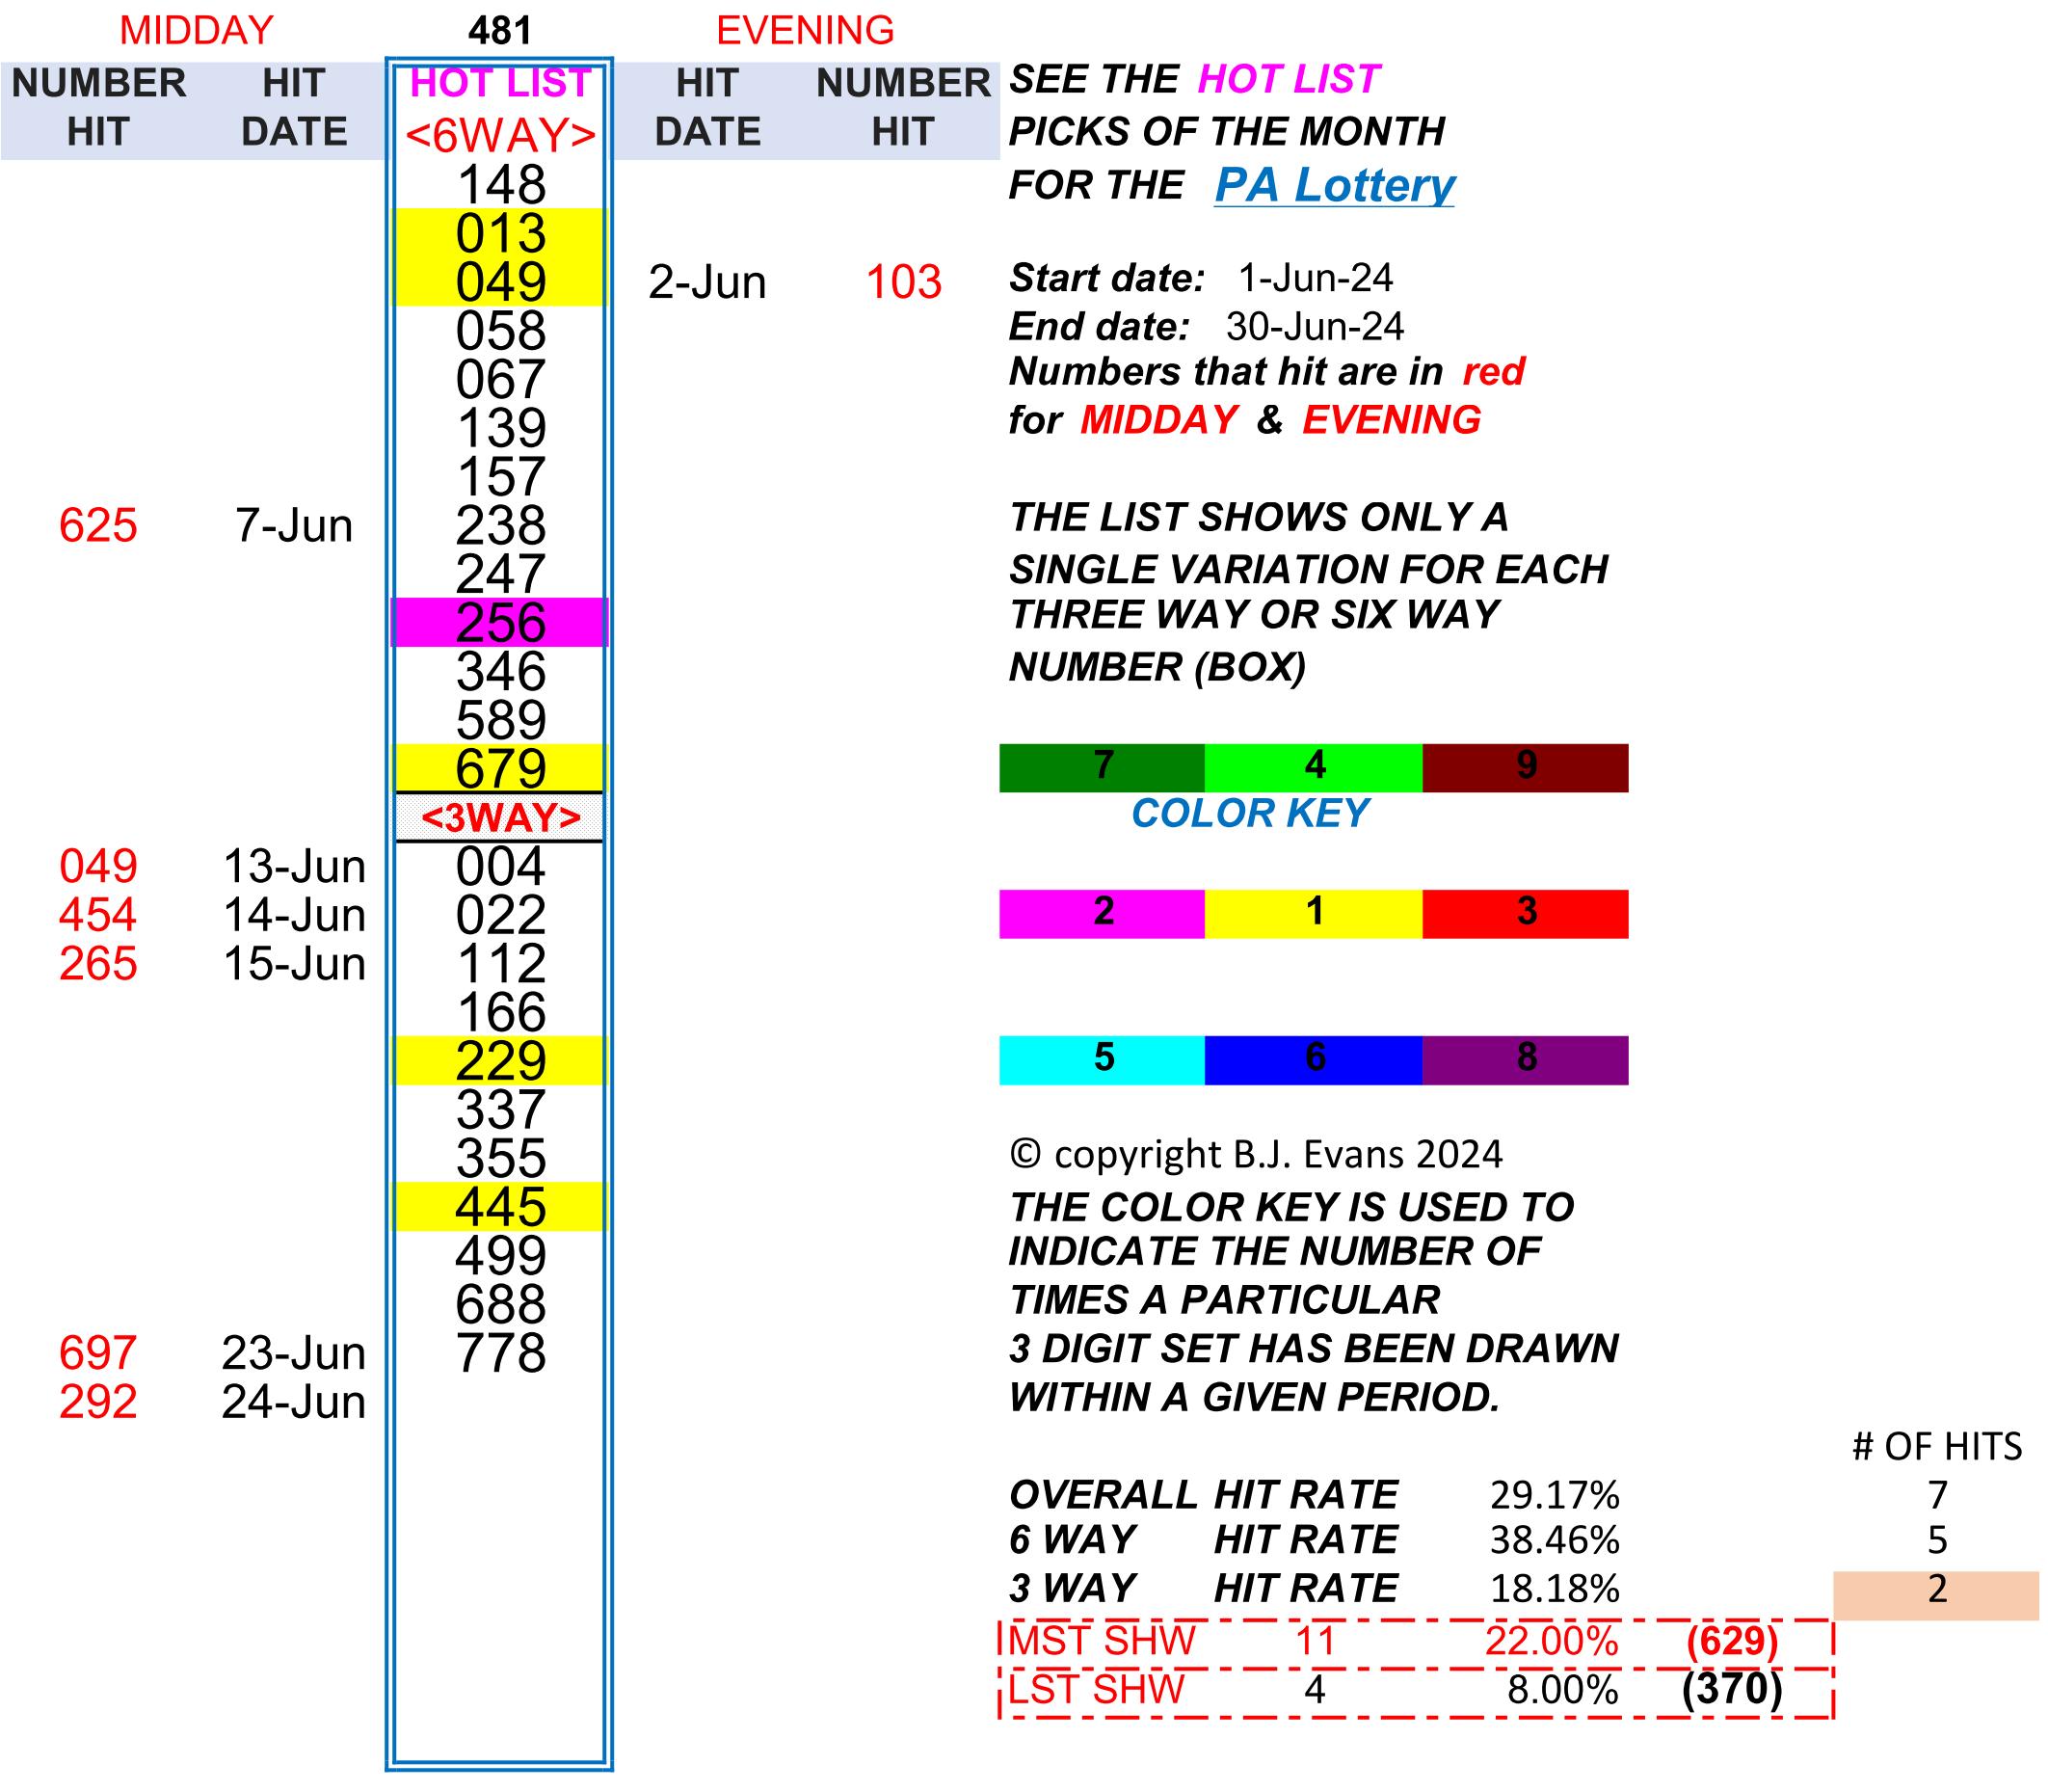 MIDDAY 481 EVENING
NUMBER HIT HOT LIST HIT NUMBER
HIT DATE <6WAY> DATE HIT
148
013
049 2-Jun 103
058
067
139
157
625 7-Jun 238
247
256
346
589
679
<3WAY>
049 13-Jun 004
454 14-Jun 022
265 15-Jun 112
166
229
337
355
445
499
688
697 23-Jun 778
292 24-Jun
SEE THE HOT LIST
PICKS OF THE MONTH
FOR THE PA Lottery
Start date: 1-Jun-24
End date: 30-Jun-24
Numbers that hit are in red
for MIDDAY & EVENING
THE LIST SHOWS ONLY A
SINGLE VARIATION FOR EACH
THREE WAY OR SIX WAY
NUMBER (BOX)
7 4 9
COLOR KEY
2 1 3
5 6 8
© copyright B.J. Evans 2024
THE COLOR KEY IS USED TO
INDICATE THE NUMBER OF
TIMES A PARTICULAR
3 DIGIT SET HAS BEEN DRAWN
WITHIN A GIVEN PERIOD.
# OF HITS
OVERALL HIT RATE 29.17% 7
6 WAY HIT RATE 38.46% 5
3 WAY HIT RATE 18.18% 2
MST SHW 11 22.00% (629)
LST SHW 4 8.00% (370)